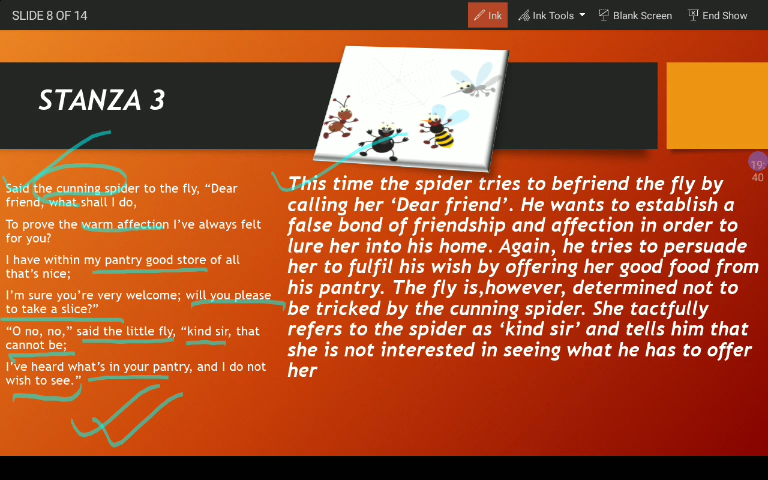 SLIDE 8 OF 14
Ink
Ink Tools
Blank Screen
End Show
STANZA 3
19:
40
Said the cunning spider to the fly, “Dear
friend, what shall I do,
To prove the warm affection I’ve always felt
for you?
I have within my pantry good store of all
that’s nice;
I’m sure you’re very welcome; will you please
to take a slice?”
“O no, no,” said the little fly, “kind sir, that
cannot be;
I’ve heard what’s in your pantry, and I do not
wish to see.”
This time the spider tries to befriend the fly by
calling her ‘Dear friend’. He wants to establish a
false bond of friendship and affection in order to
lure her into his home. Again, he tries to persuade
her to fulfil his wish by offering her good food from
his pantry. The fly is,however, determined not to
be tricked by the cunning spider. She tactfully
refers to the spider as ‘kind sir’ and tells him that
she is not interested in seeing what he has to offer
her